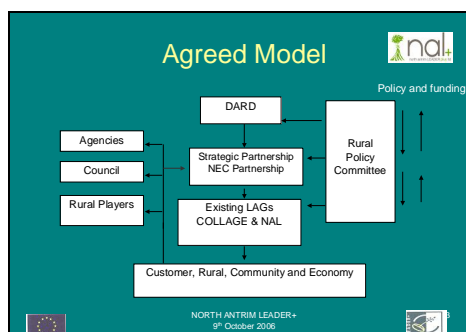 Agreed Model
nal+
Policy and funding
DARD
Agencies
Council
Rural Players
Strategic Partnership
NEC Partnership
Rural
Policy
Committee
Existing LAGs
COLLAGE & NAL
Customer, Rural, Community and Economy
NORTH ANTRIM LEADER+
9th October 2006
3